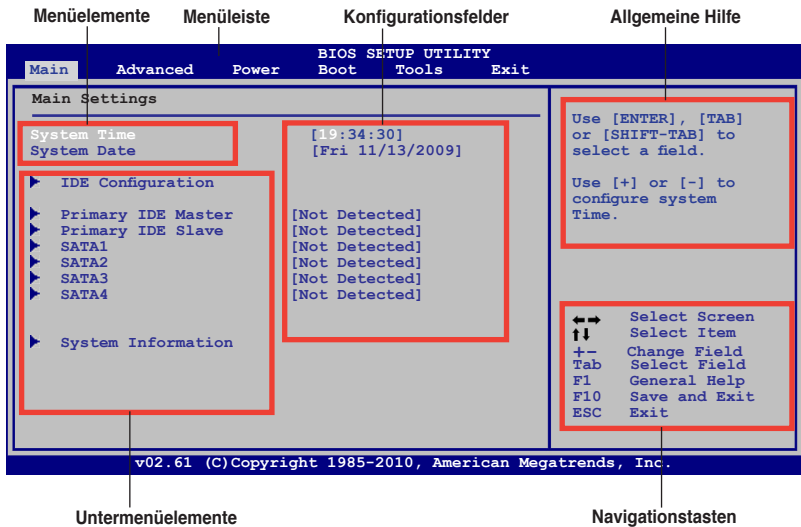 Menüelemente Menüleiste Konfigurationsfelder Allgemeine Hilfe
BIOS SETUP UTILITY
Main Advanced Power Boot Tools Exit
Main Settings
System Time [19:34:30]
System Date [Fri 11/13/2009]
IDE Configuration
Primary IDE Master [Not Detected]
Primary IDE Slave [Not Detected]
SATA1 [Not Detected]
SATA2 [Not Detected]
SATA3 [Not Detected]
SATA4 [Not Detected]
System Information
Use [ENTER], [TAB]
or [SHIFT-TAB] to
select a field.
Use [+] or [-] to
configure system
Time.
←→ Select Screen
↑↓ Select Item
+- Change Field
Tab Select Field
F1 General Help
F10 Save and Exit
ESC Exit
v02.61 (C)Copyright 1985-2010, American Megatrends, Inc.
Untermenüelemente Navigationstasten